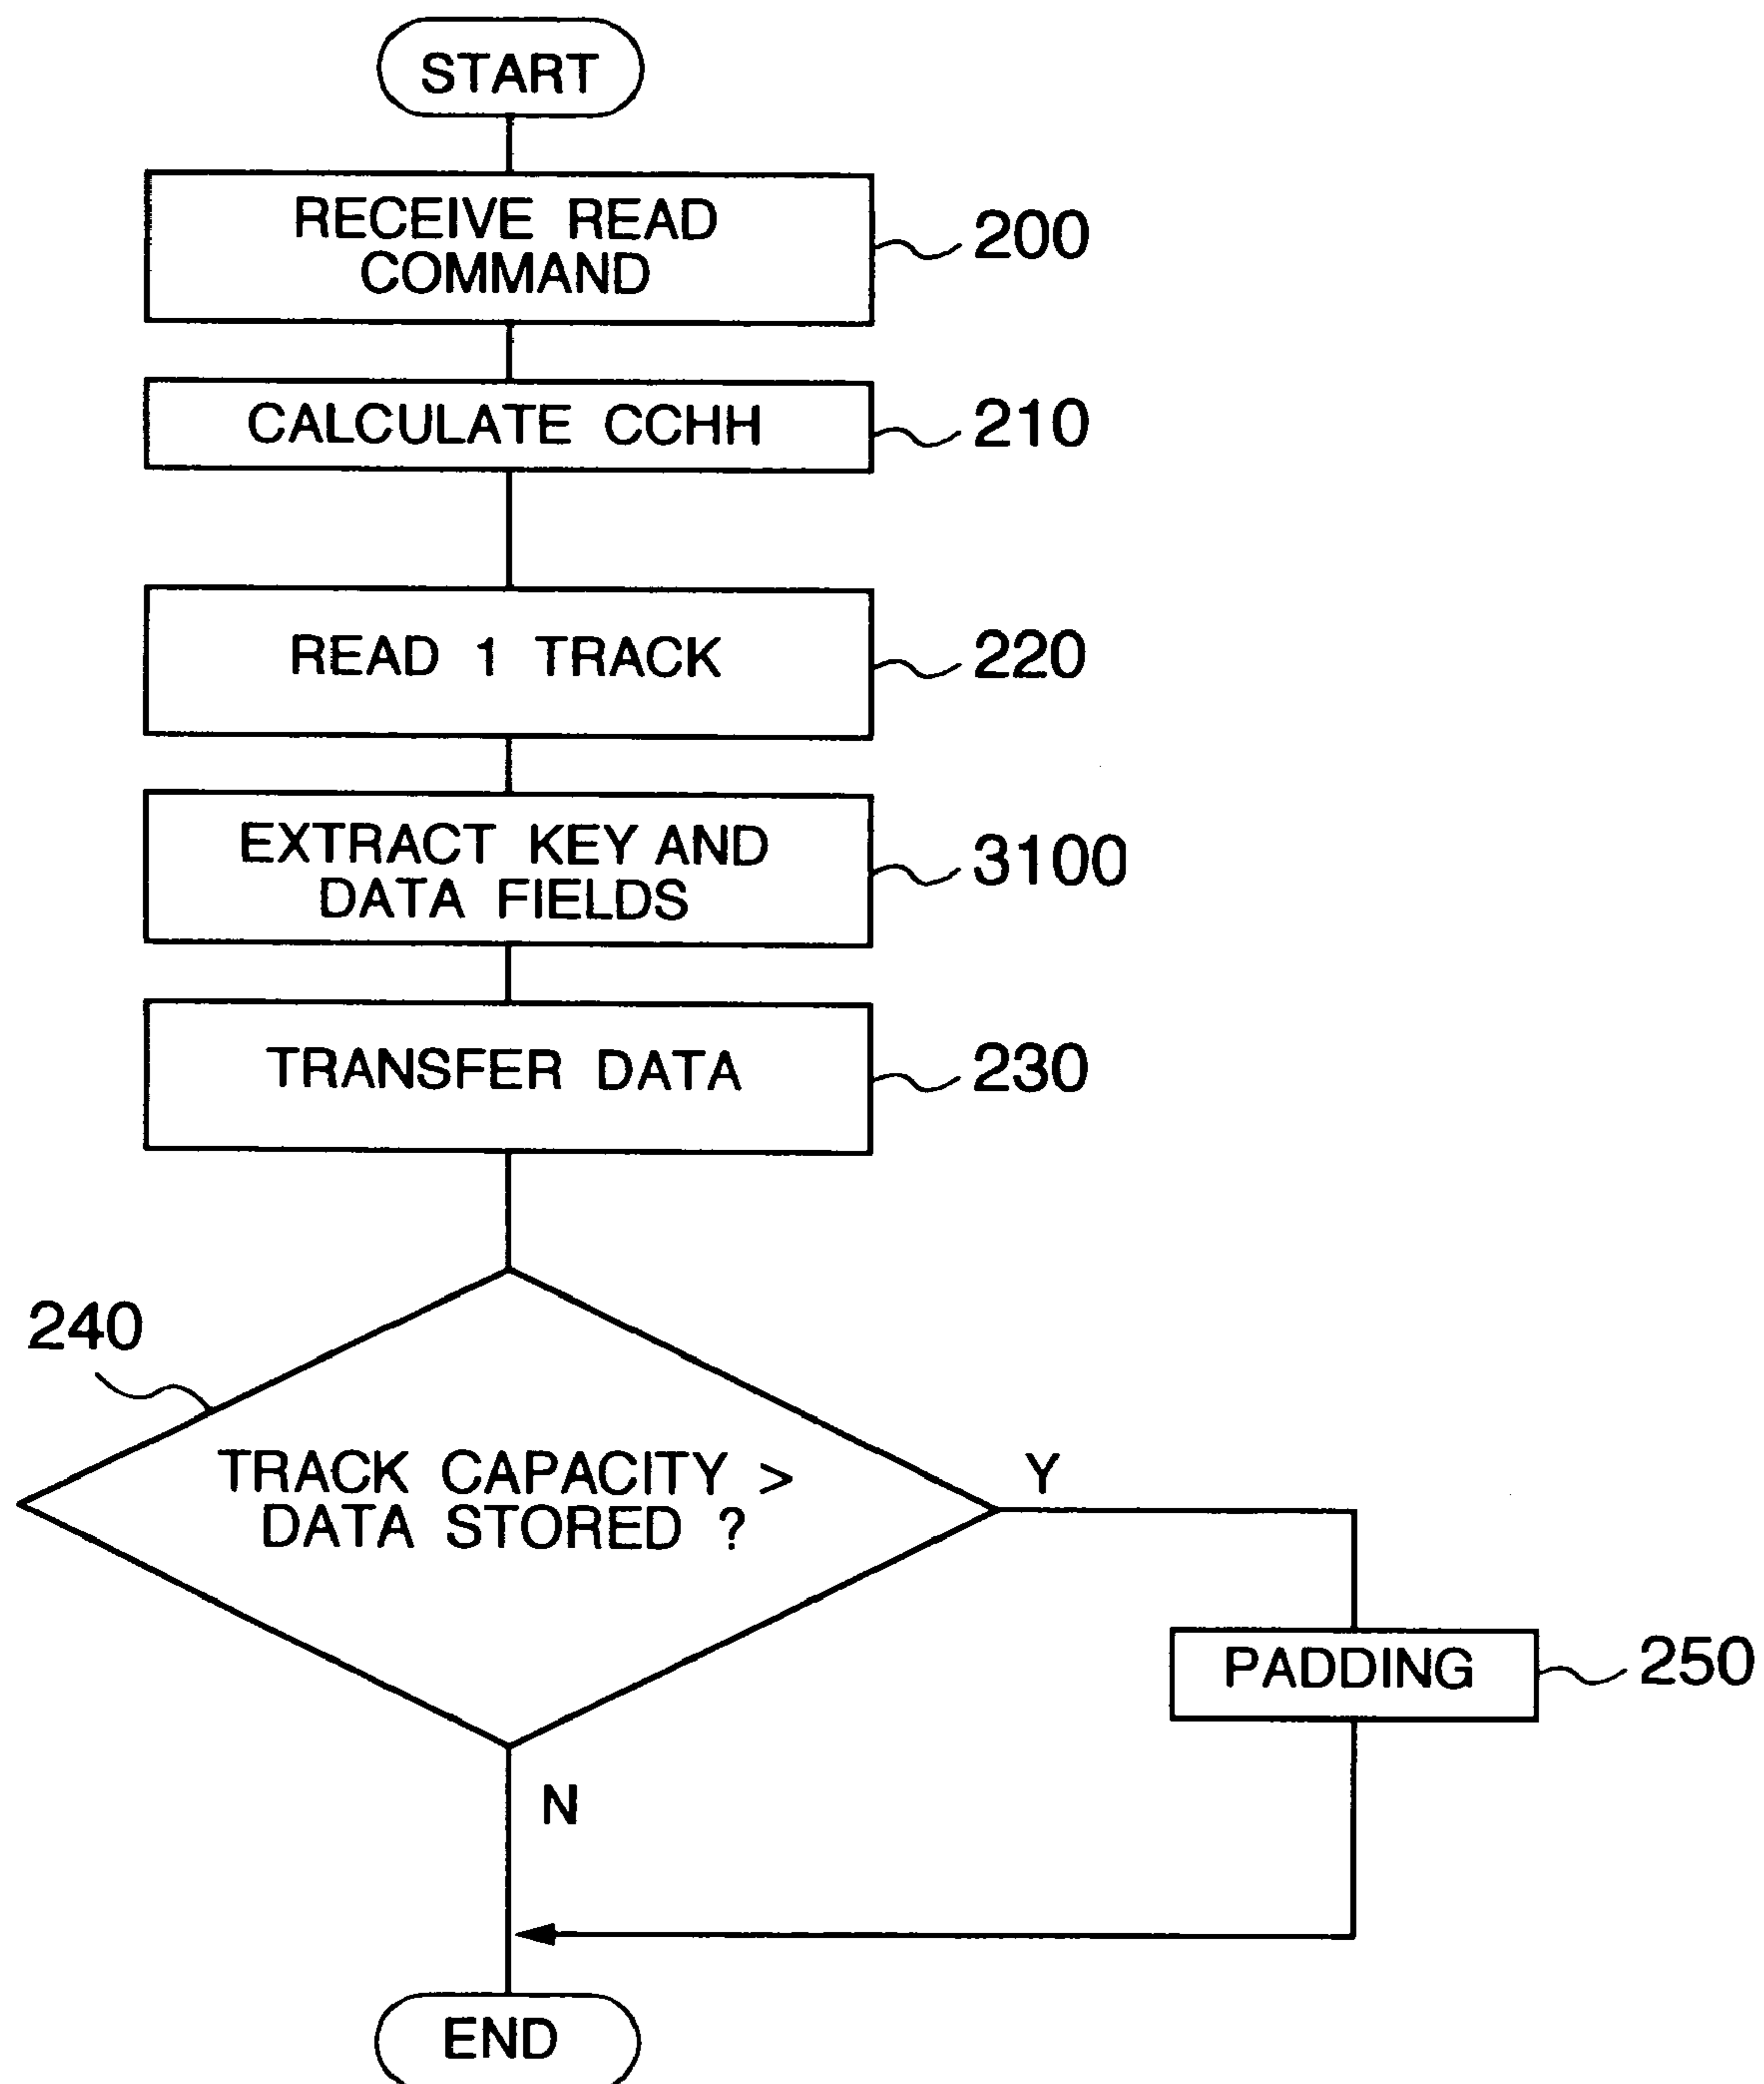 START
RECEIVE READ
COMMAND
200
CALCULATE CCHH
210
READ 1 TRACK
220
EXTRACT KEY AND
DATA FIELDS
3100
TRANSFER DATA
230
240
TRACK CAPACITY >
DATA STORED ?
Y
PADDING
250
N
END